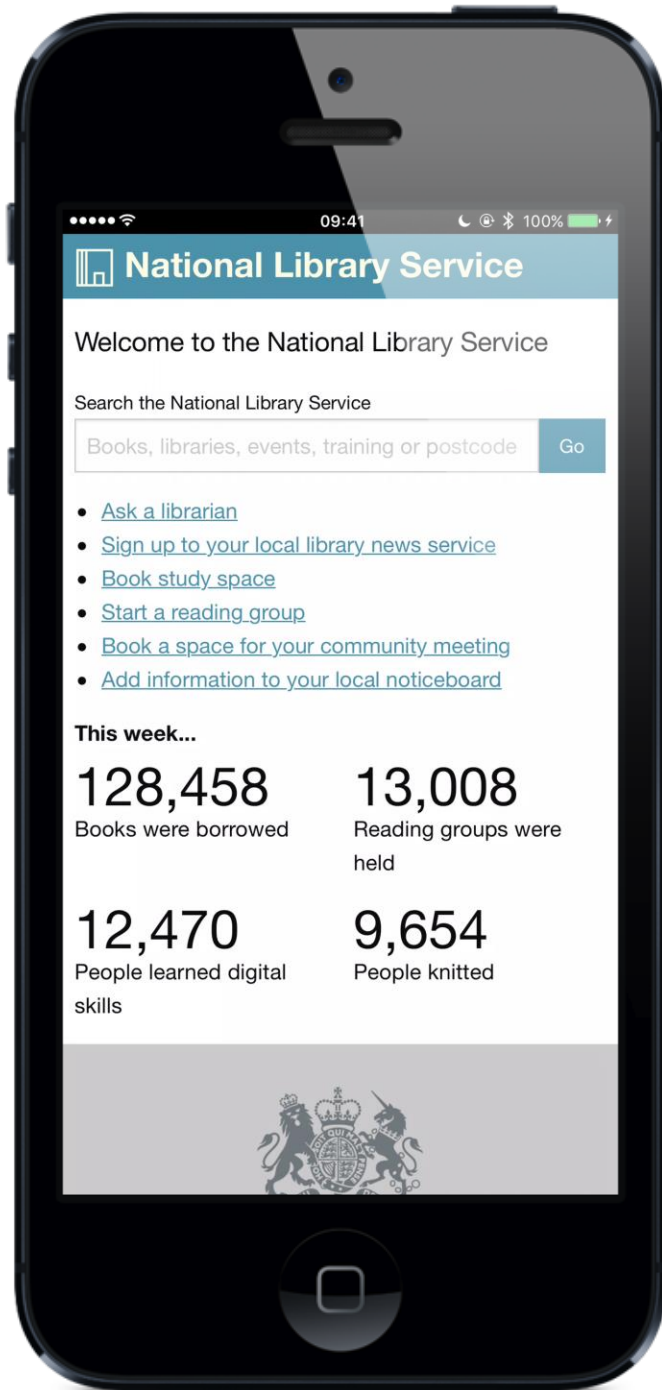 09:41
100%
National Library Service
Welcome to the National Library Service
Search the National Library Service
Books, libraries, events, training or postcode
Go
Ask a librarian
Sign up to your local library news service
Book study space
Start a reading group
Book a space for your community meeting
Add information to your local noticeboard
This week...
128,458
Books were borrowed
13,008
Reading groups were
held
12,470
People learned digital
skills
9,654
People knitted